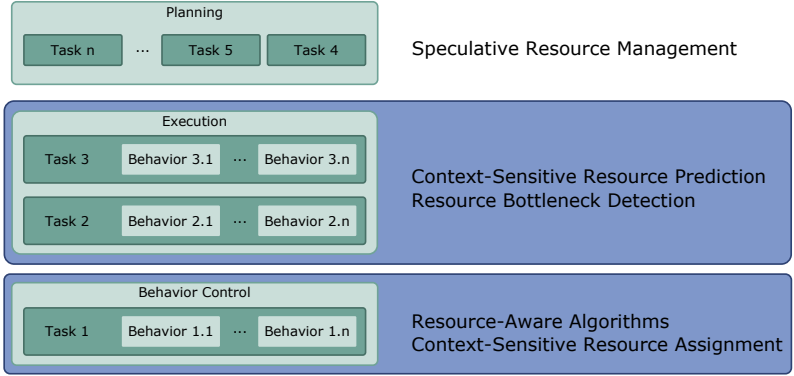 Planning
Task n ... Task 5 Task 4
Speculative Resource Management
Execution
Task 3 Behavior 3.1 ... Behavior 3.n
Task 2 Behavior 2.1 ... Behavior 2.n
Context-Sensitive Resource Prediction
Resource Bottleneck Detection
Behavior Control
Task 1 Behavior 1.1 ... Behavior 1.n
Resource-Aware Algorithms
Context-Sensitive Resource Assignment